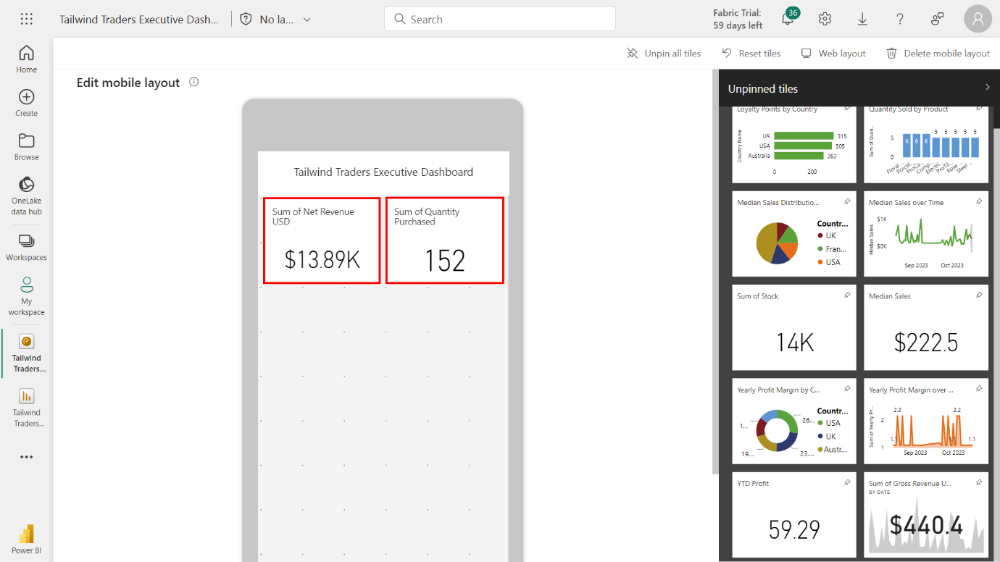 Tailwind Traders Executive Dash...
No la...
Search
Fabric Trial:
59 days left
36
Unpin all tiles
Reset tiles
Web layout
Delete mobile layout
Home
Create
Browse
OneLake
data hub
Workspaces
My
workspace
Tailwind
Traders...
Tailwind
Traders...
Power BI
Edit mobile layout
Tailwind Traders Executive Dashboard
Sum of Net Revenue
USD
$13.89K
Sum of Quantity
Purchased
152
Unpinned tiles
Loyalty Points by Country
Country Name
UK
315
USA
305
Australia
262
0
200
Quantity Sold by Product
Sum of Quan...
5
0
6 6 6 5 5 5 5 5
Floral ...
Porcel...
ProCa...
Comp...
Electri...
ProTil...
Rose ...
Steel ...
Median Sales Distributio...
Countr...
UK
Fran...
USA
Median Sales over Time
Median Sales
$1K
$0K
Sep 2023
Oct 2023
Sum of Stock
14K
Median Sales
$222.5
Yearly Profit Margin by C...
1...
26...
19....
23....
Countr...
USA
UK
Austr...
Yearly Profit Margin over ...
Sum of Yearly Pr...
2
1
2.2
2.2
1.1
1.1
1.1
Sep 2023
Oct 2023
YTD Profit
59.29
Sum of Gross Revenue U...
BY DATE
$440.4